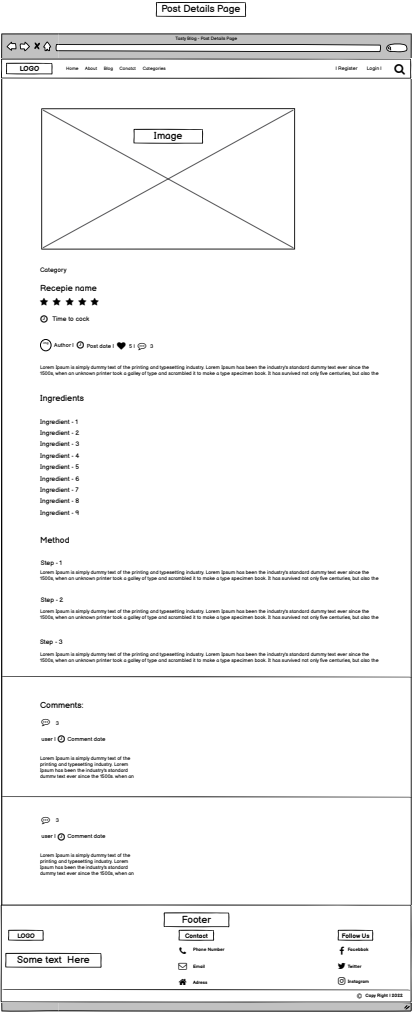 Post Details Page
Tasty Blog - Post Details Page
LOGO Home About Blog Conatct Categories I Register Login I
Image
Category
Recepie name
Time to cock
Author I Post date I 5 I 3
Lorem Ipsum is simply dummy text of the printing and typesetting industry. Lorem Ipsum has been the industry's standard dummy text ever since the
1500s, when an unknown printer took a galley of type and scrambled it to make a type specimen book. It has survived not only five centuries, but also the
Ingredients
Ingredient - 1
Ingredient - 2
Ingredient - 3
Ingredient - 4
Ingredient - 5
Ingredient - 6
Ingredient - 7
Ingredient - 8
Ingredient - 9
Method
Step - 1
Lorem Ipsum is simply dummy text of the printing and typesetting industry. Lorem Ipsum has been the industry's standard dummy text ever since the
1500s, when an unknown printer took a galley of type and scrambled it to make a type specimen book. It has survived not only five centuries, but also the
Step - 2
Lorem Ipsum is simply dummy text of the printing and typesetting industry. Lorem Ipsum has been the industry's standard dummy text ever since the
1500s, when an unknown printer took a galley of type and scrambled it to make a type specimen book. It has survived not only five centuries, but also the
Step - 3
Lorem Ipsum is simply dummy text of the printing and typesetting industry. Lorem Ipsum has been the industry's standard dummy text ever since the
1500s, when an unknown printer took a galley of type and scrambled it to make a type specimen book. It has survived not only five centuries, but also the
Comments:
3
user I Comment date
Lorem Ipsum is simply dummy text of the
printing and typesetting industry. Lorem
Ipsum has been the industry's standard
dummy text ever since the 1500s, when an
3
user I Comment date
Lorem Ipsum is simply dummy text of the
printing and typesetting industry. Lorem
Ipsum has been the industry's standard
dummy text ever since the 1500s, when an
Footer
LOGO Contact Follow Us
Phone Number Facebbok
Some text Here
Email Twitter
Adress Instagram
© Copy Right I 2022